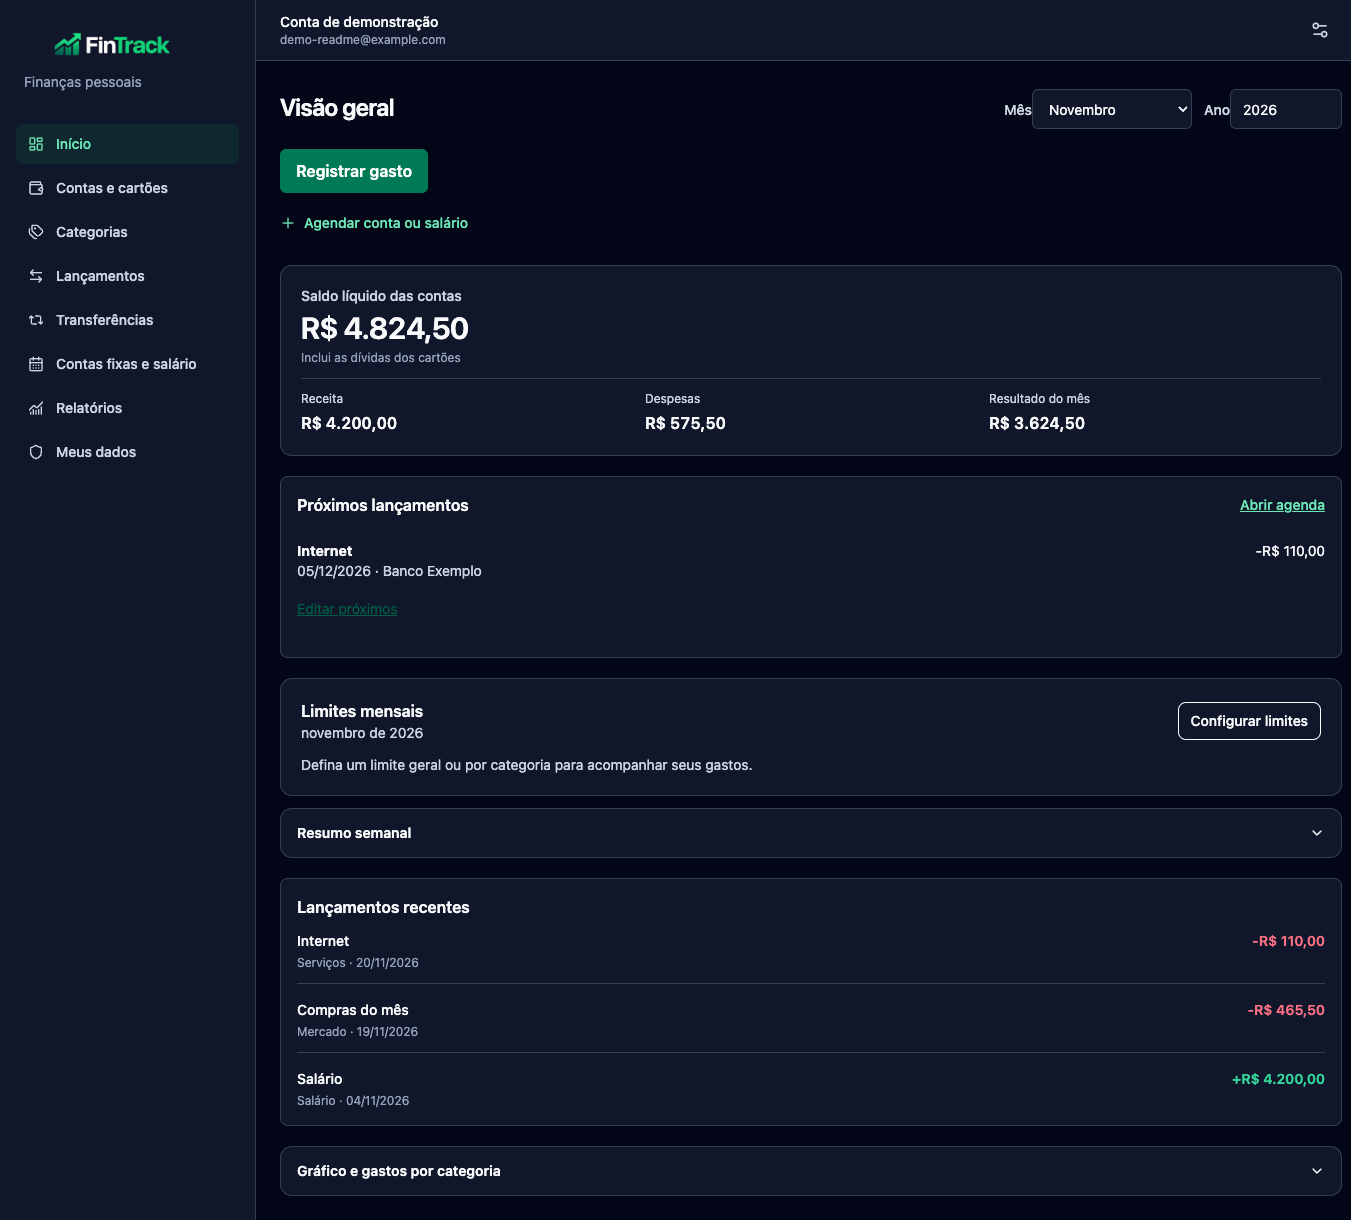 FinTrack
Finanças pessoais
Início
Contas e cartões
Categorias
Lançamentos
Transferências
Contas fixas e salário
Relatórios
Meus dados
Conta de demonstração
demo-readme@example.com
Visão geral
Mês Novembro Ano 2026
Registrar gasto
+ Agendar conta ou salário
Saldo líquido das contas
R$ 4.824,50
Inclui as dívidas dos cartões
Receita Despesas Resultado do mês
R$ 4.200,00 R$ 575,50 R$ 3.624,50
Próximos lançamentos Abrir agenda
Internet -R$ 110,00
05/12/2026 · Banco Exemplo
Editar próximos
Limites mensais
novembro de 2026
Configurar limites
Defina um limite geral ou por categoria para acompanhar seus gastos.
Resumo semanal
Lançamentos recentes
Internet -R$ 110,00
Serviços · 20/11/2026
Compras do mês -R$ 465,50
Mercado · 19/11/2026
Salário +R$ 4.200,00
Salário · 04/11/2026
Gráfico e gastos por categoria